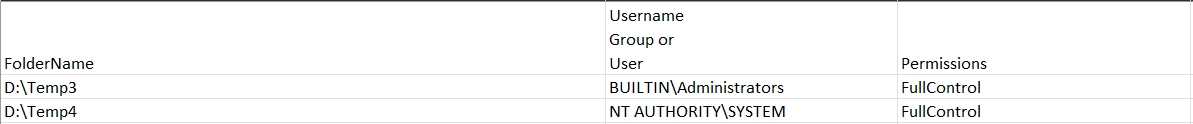 Username
Group or
FolderName User Permissions
D:\Temp3 BUILTIN\Administrators FullControl
D:\Temp4 NT AUTHORITY\SYSTEM FullControl